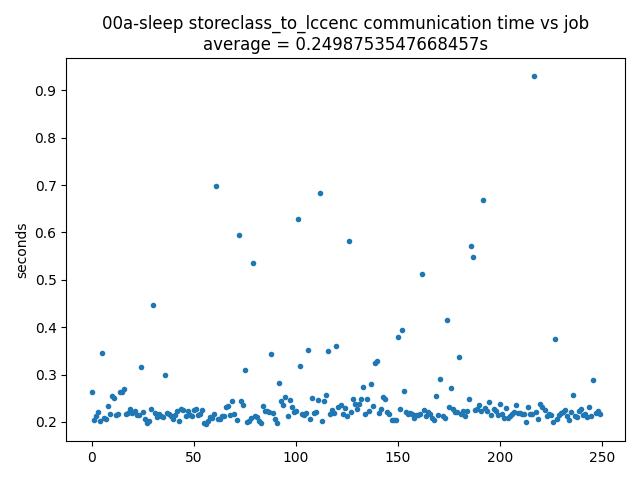 00a-sleep storeclass_to_lccenc communication time vs job
average = 0.2498753547668457s
0.9
0.8
0.7
0.6
0.5
0.4
0.3
0.2
seconds
0 50 100 150 200 250